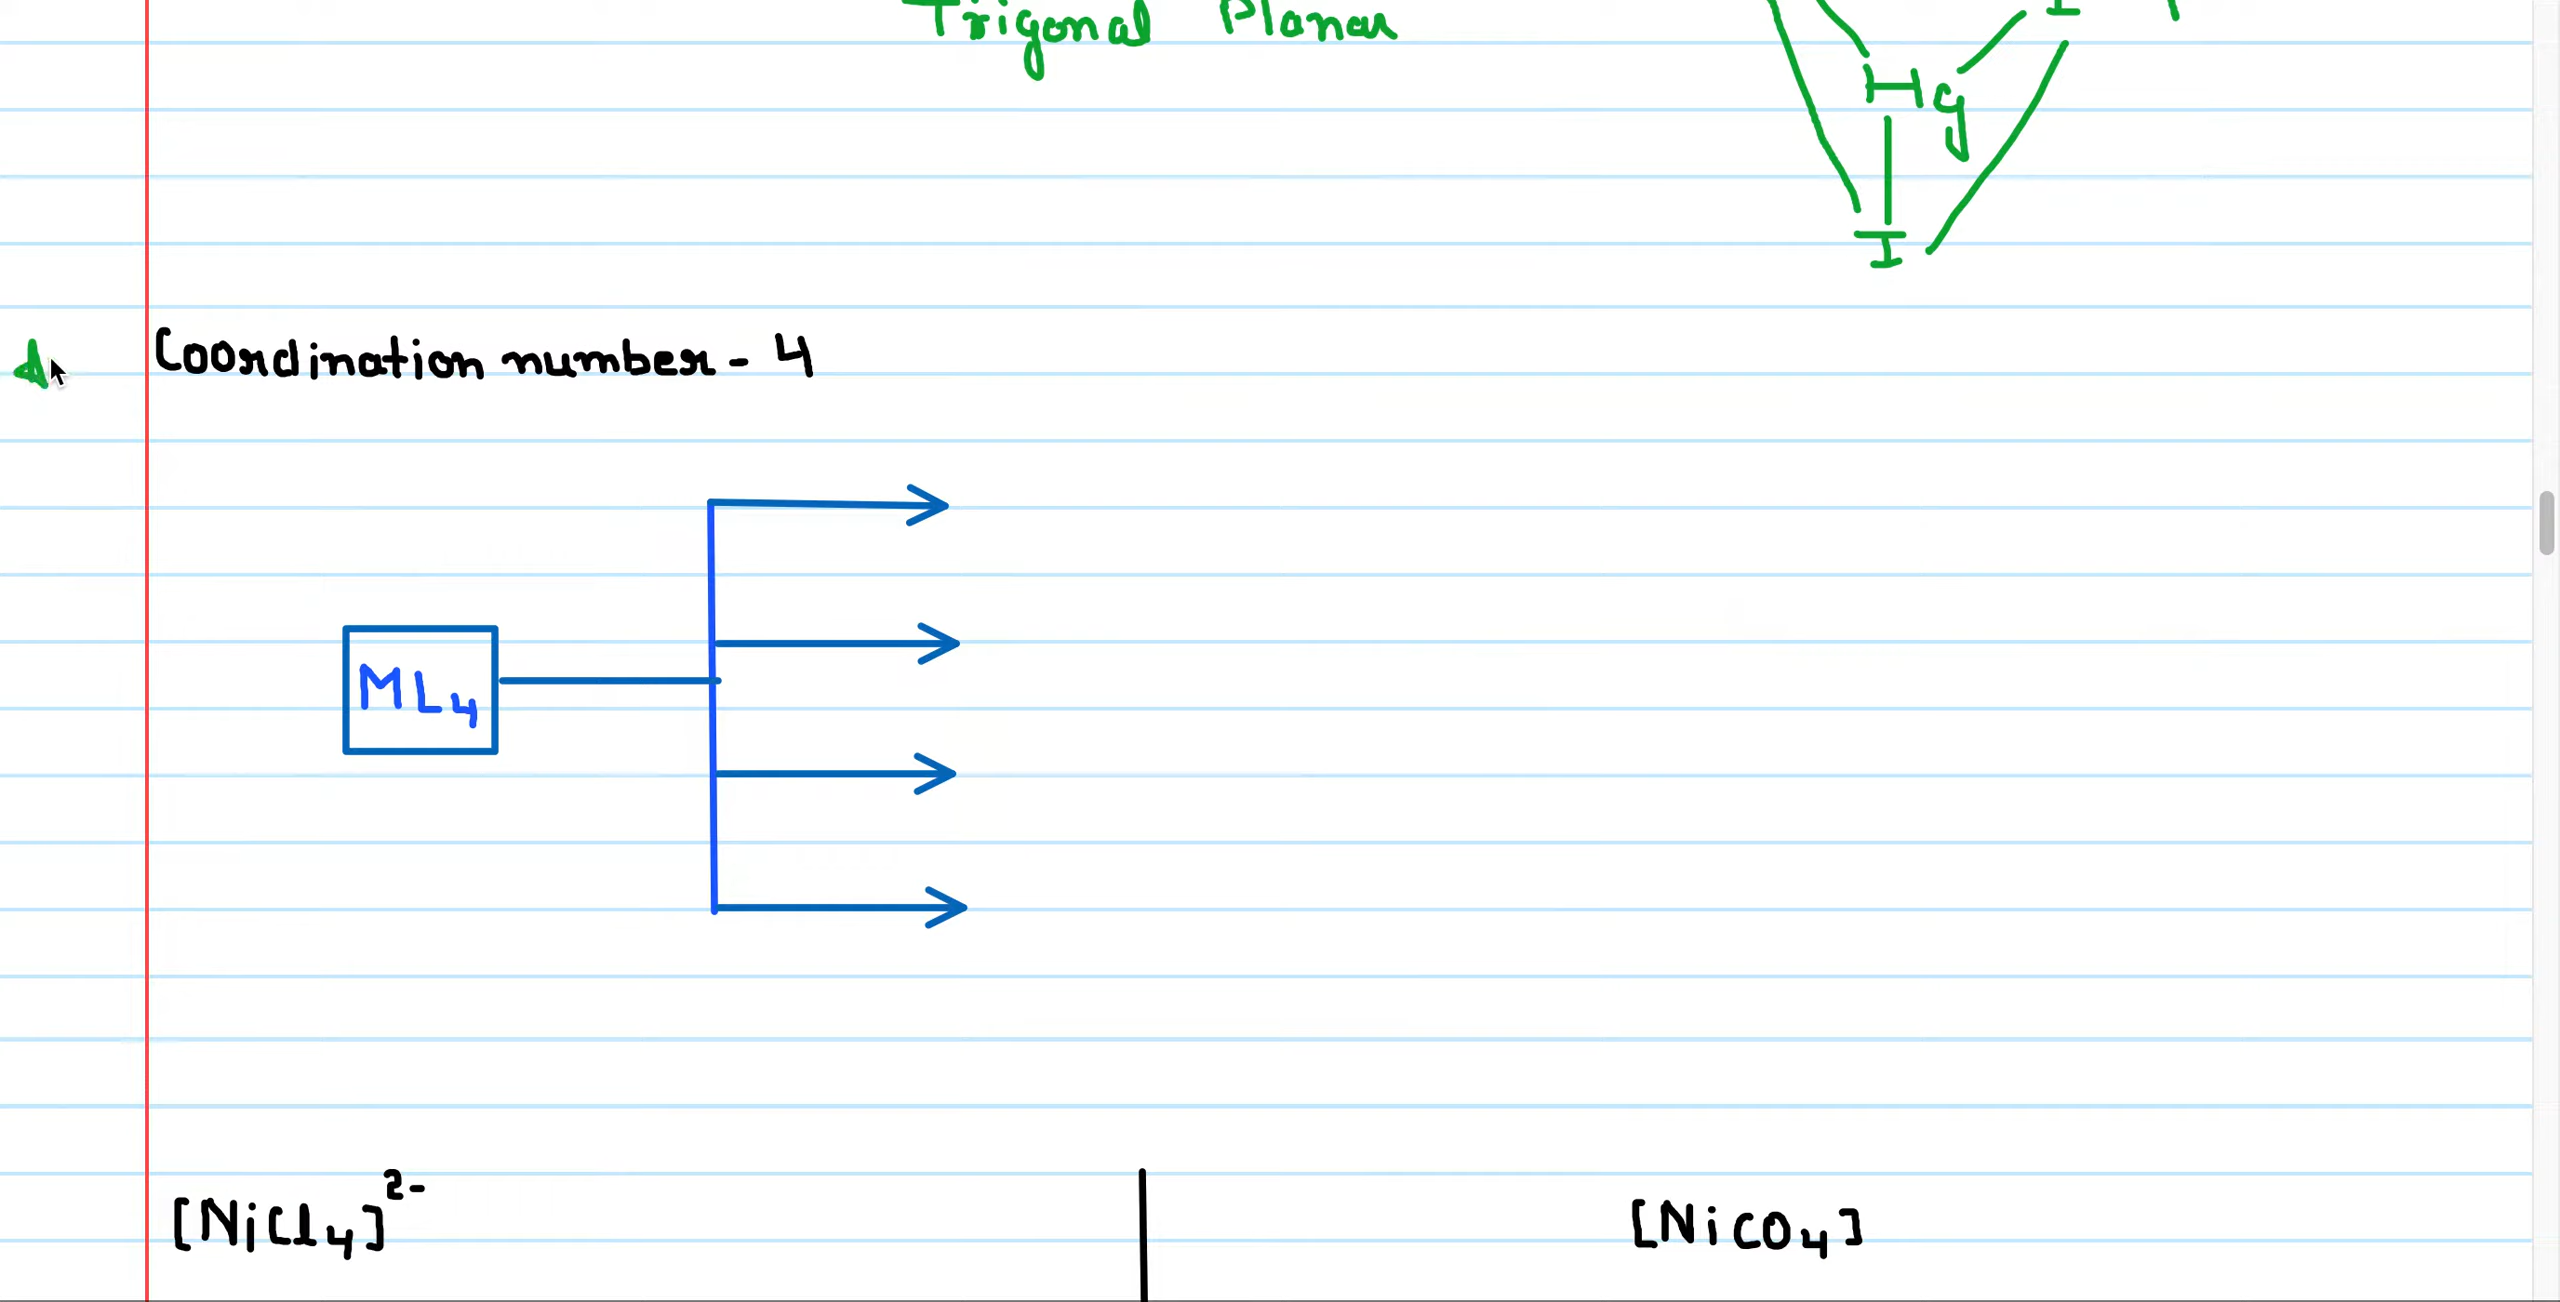 Trigonal Planar
I
Hg
I
Coordination number - 4
ML₄
[NiCl₄]²⁻
[NiCO₄]